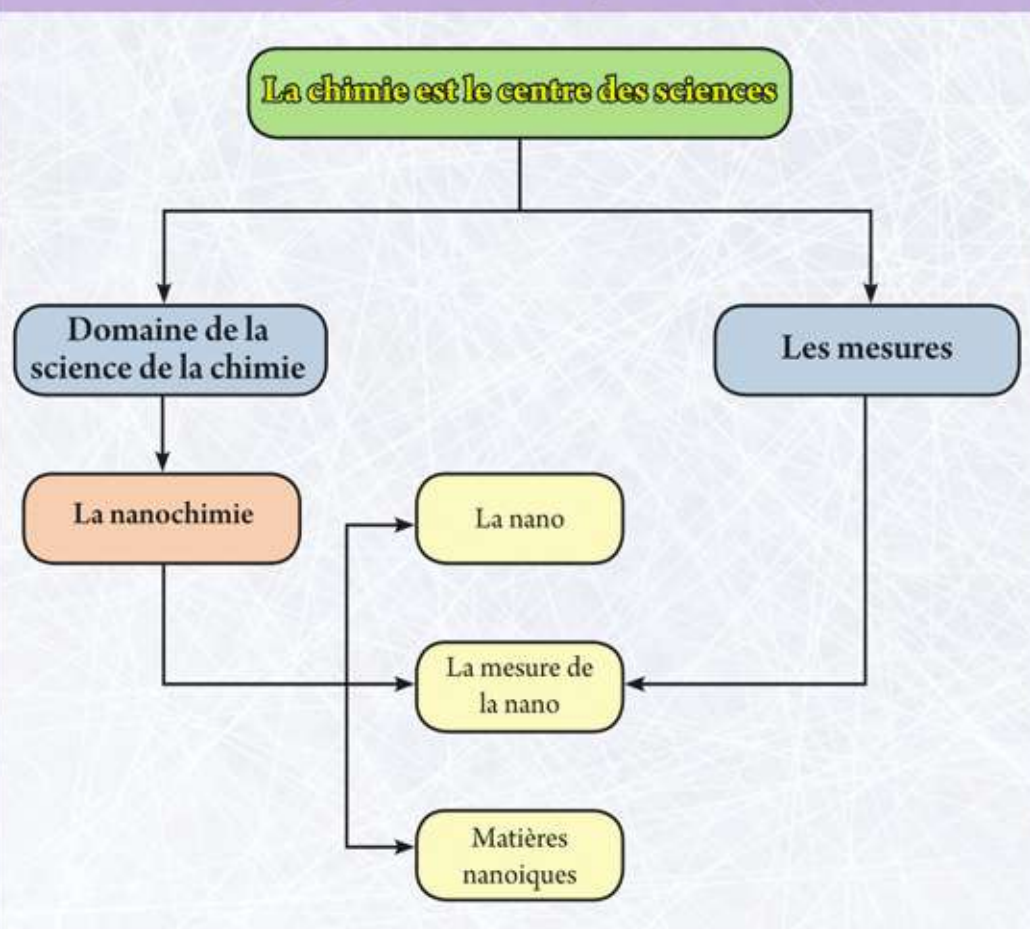 La chimie est le centre des sciences
Domaine de la
science de la chimie
Les mesures
La nanochimie
La nano
La mesure de
la nano
Matières
nanoiques